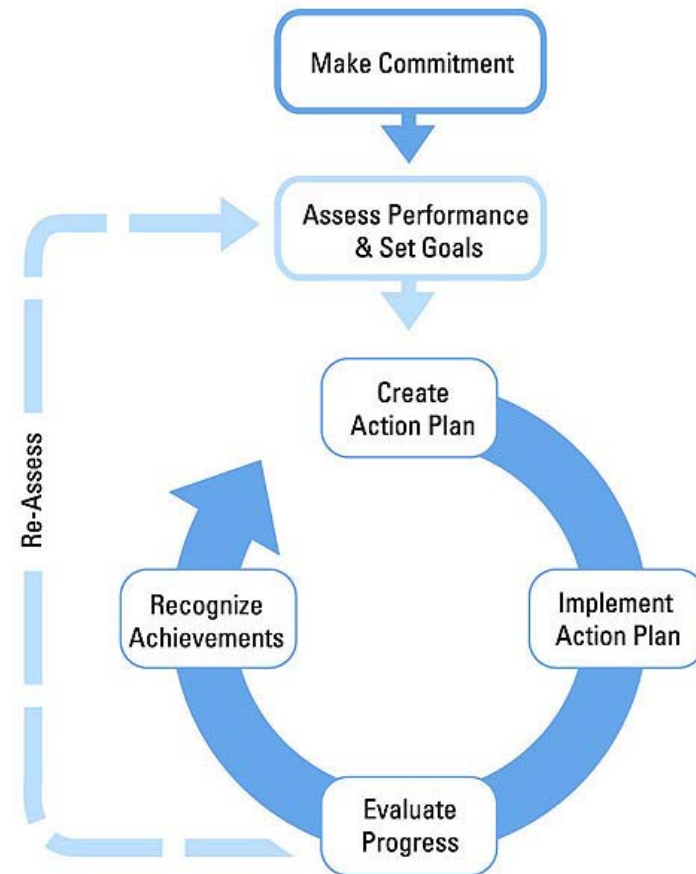 Make Commitment
Assess Performance
& Set Goals
Create
Action Plan
Implement
Action Plan
Evaluate
Progress
Recognize
Achievements
Re-Assess